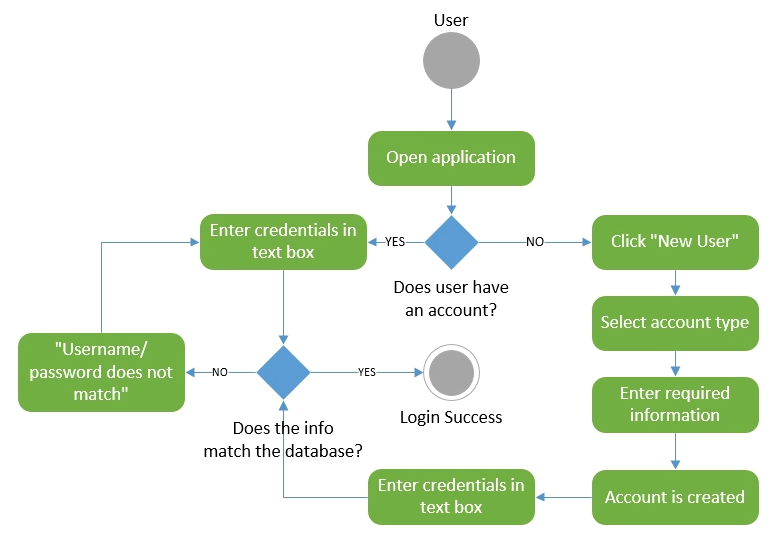 User
Open application
Enter credentials in
text box
YES
NO
Click "New User"
Does user have
an account?
Select account type
"Username/
password does not
match"
NO
YES
Login Success
Enter required
information
Does the info
match the database?
Enter credentials in
text box
Account is created